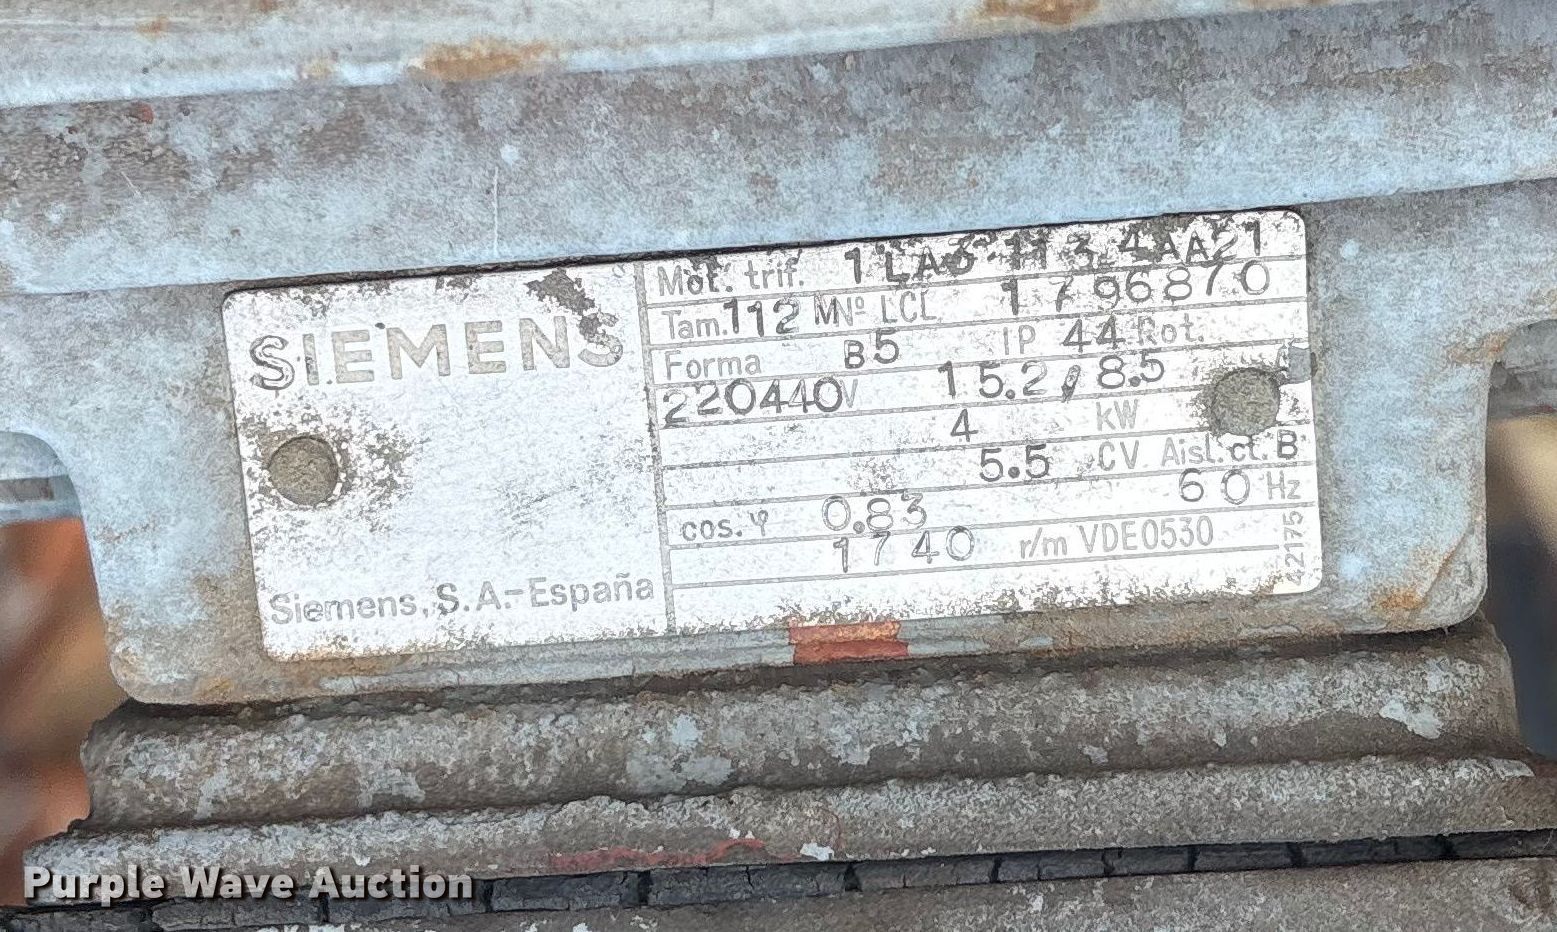 SIEMENS
Siemens, S.A.-España
Mot. trif. 1LA3 113 4AA21
Tam. 112 M Nº LCL 1796870
Forma B5 IP 44 Rot.
220440 V 15.2/8.5
4 kW
5.5 CV Aisl. cl. B
60 Hz
cos. φ 0.83
1740 r/m VDE0530
42175
Purple Wave Auction